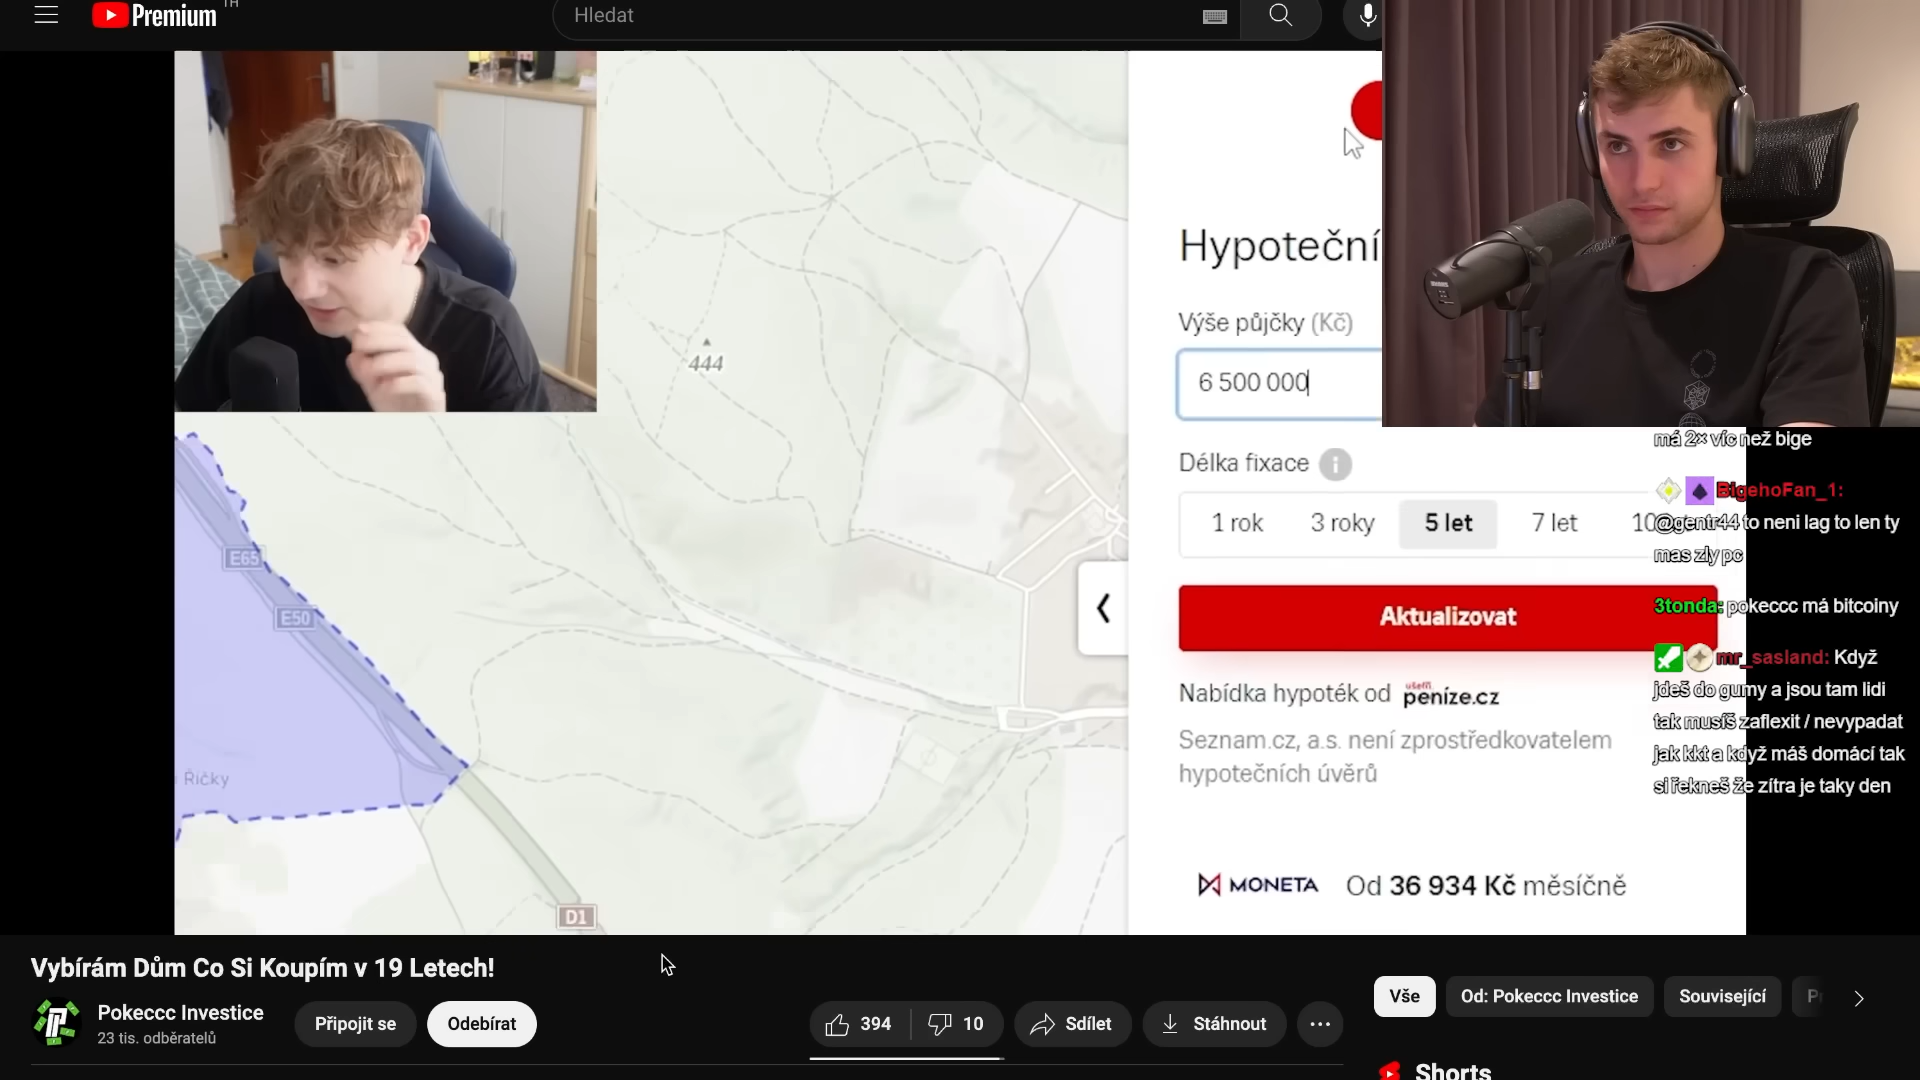 Premium TH
Hledat
444
E65
E50
Říčky
D1
Hypoteční
Výše půjčky (Kč)
6 500 000
Délka fixace i
1 rok 3 roky 5 let 7 let 10
Aktualizovat
Nabídka hypoték od ušetři peníze.cz
Seznam.cz, a.s. není zprostředkovatelem
hypotečních úvěrů
MONETA Od 36 934 Kč měsíčně
má 2× víc než bige
BigehoFan_1:
@gentr44 to neni lag to len ty
mas zly pc
3tonda: pokeccc má bitcoiny
mr_sasland: Když
jdeš do gumy a jsou tam lidi
tak musíš zaflexit / nevypadat
jak kkt a když máš domácí tak
si řekneš že zítra je taky den
Vybírám Dům Co Si Koupím v 19 Letech!
Pokeccc Investice
23 tis. odběratelů
Připojit se
Odebírat
394
10
Sdílet
Stáhnout
Vše
Od: Pokeccc Investice
Související
Shorts